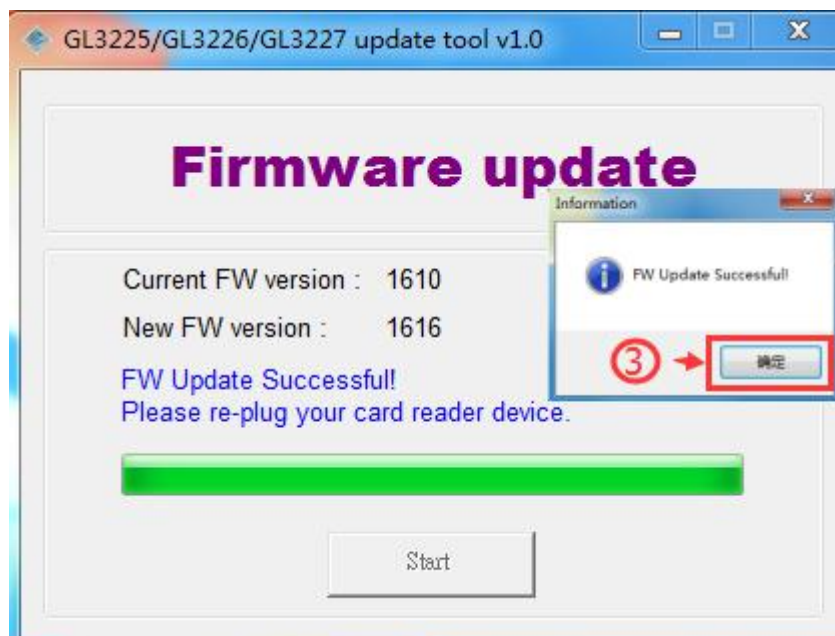 GL3225/GL3226/GL3227 update tool v1.0
Firmware update
Information
FW Update Successful!
Current FW version : 1610
New FW version : 1616
③
确定
FW Update Successful!
Please re-plug your card reader device.
Start